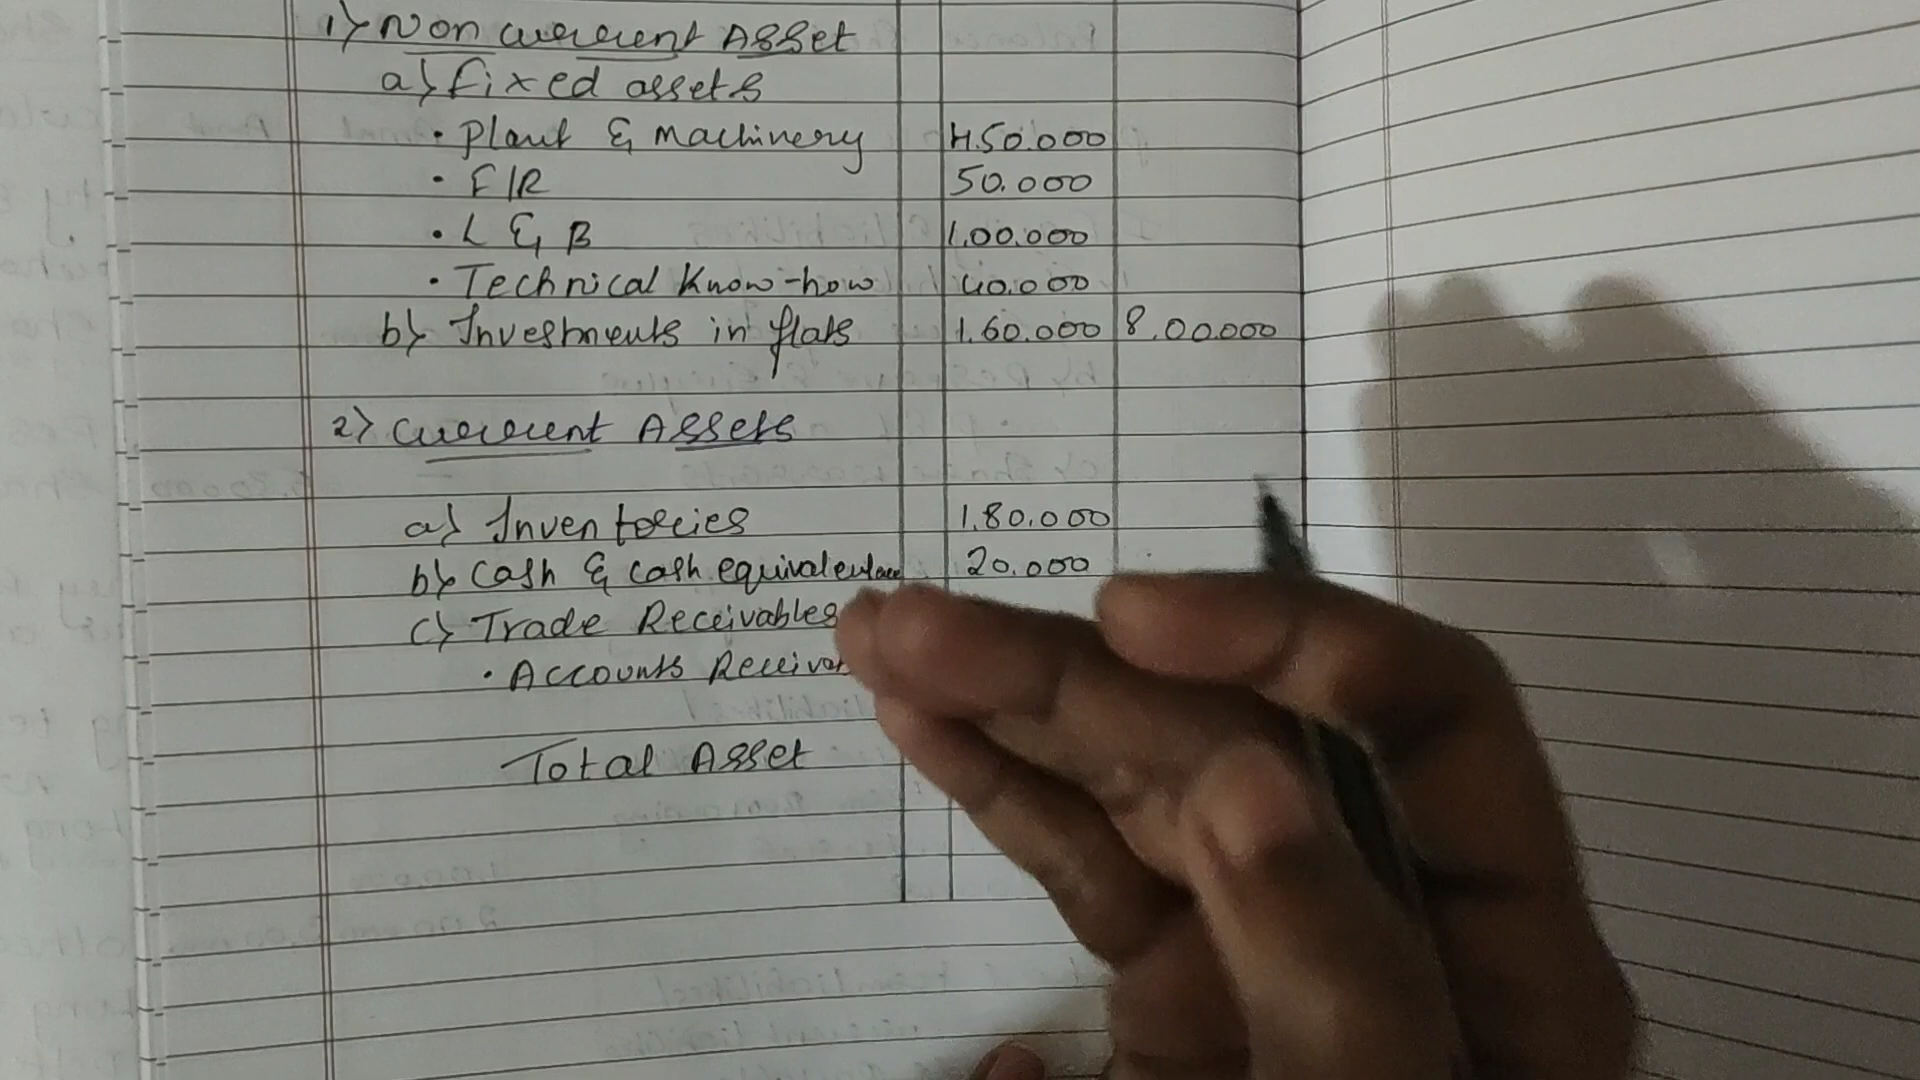 1) Non current Asset
a) fixed assets
• Plant & Machinery 4.50.000
• F/R 50.000
• L & B 1.00.000
• Technical Know-how 40.000
b) Investments in flats 1.60.000 8.00.000
2) Current Assets
a) Inventories 1.80.000
b) Cash & cash equivalence 20.000
c) Trade Receivables
• Accounts
Total Asset